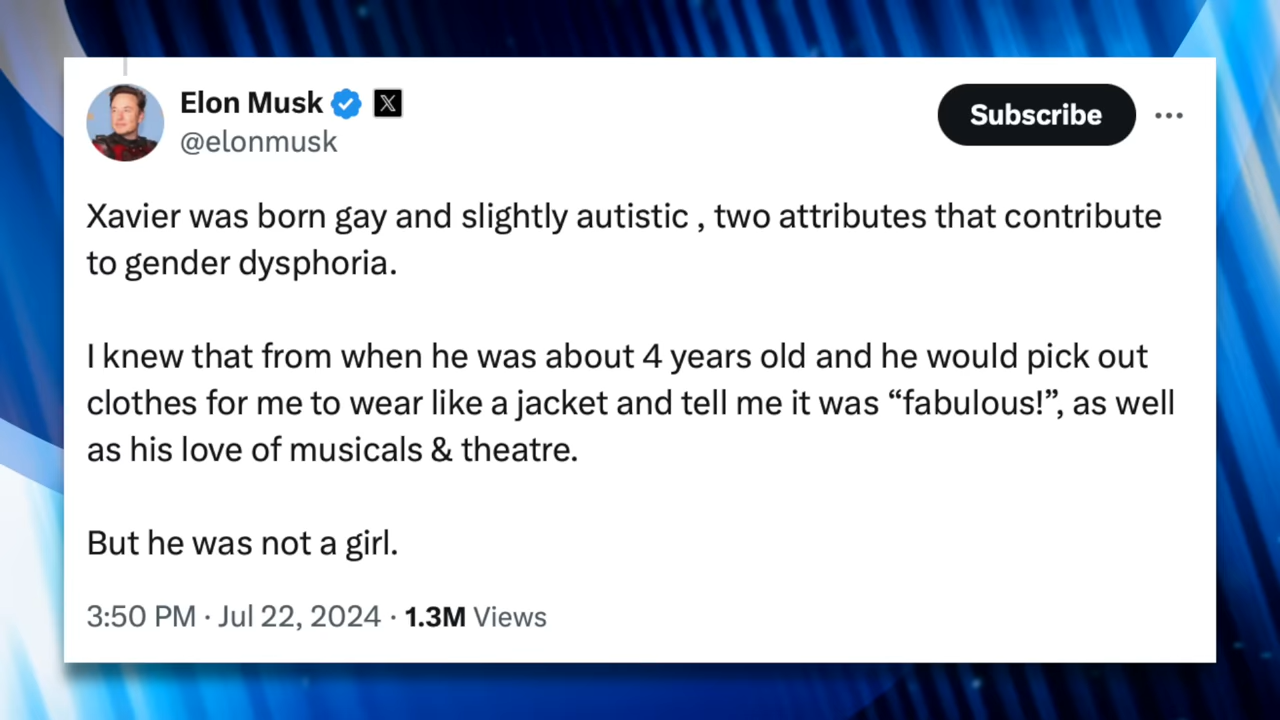 Elon Musk
@elonmusk
Subscribe
Xavier was born gay and slightly autistic , two attributes that contribute
to gender dysphoria.
I knew that from when he was about 4 years old and he would pick out
clothes for me to wear like a jacket and tell me it was “fabulous!”, as well
as his love of musicals & theatre.
But he was not a girl.
3:50 PM · Jul 22, 2024 · 1.3M Views